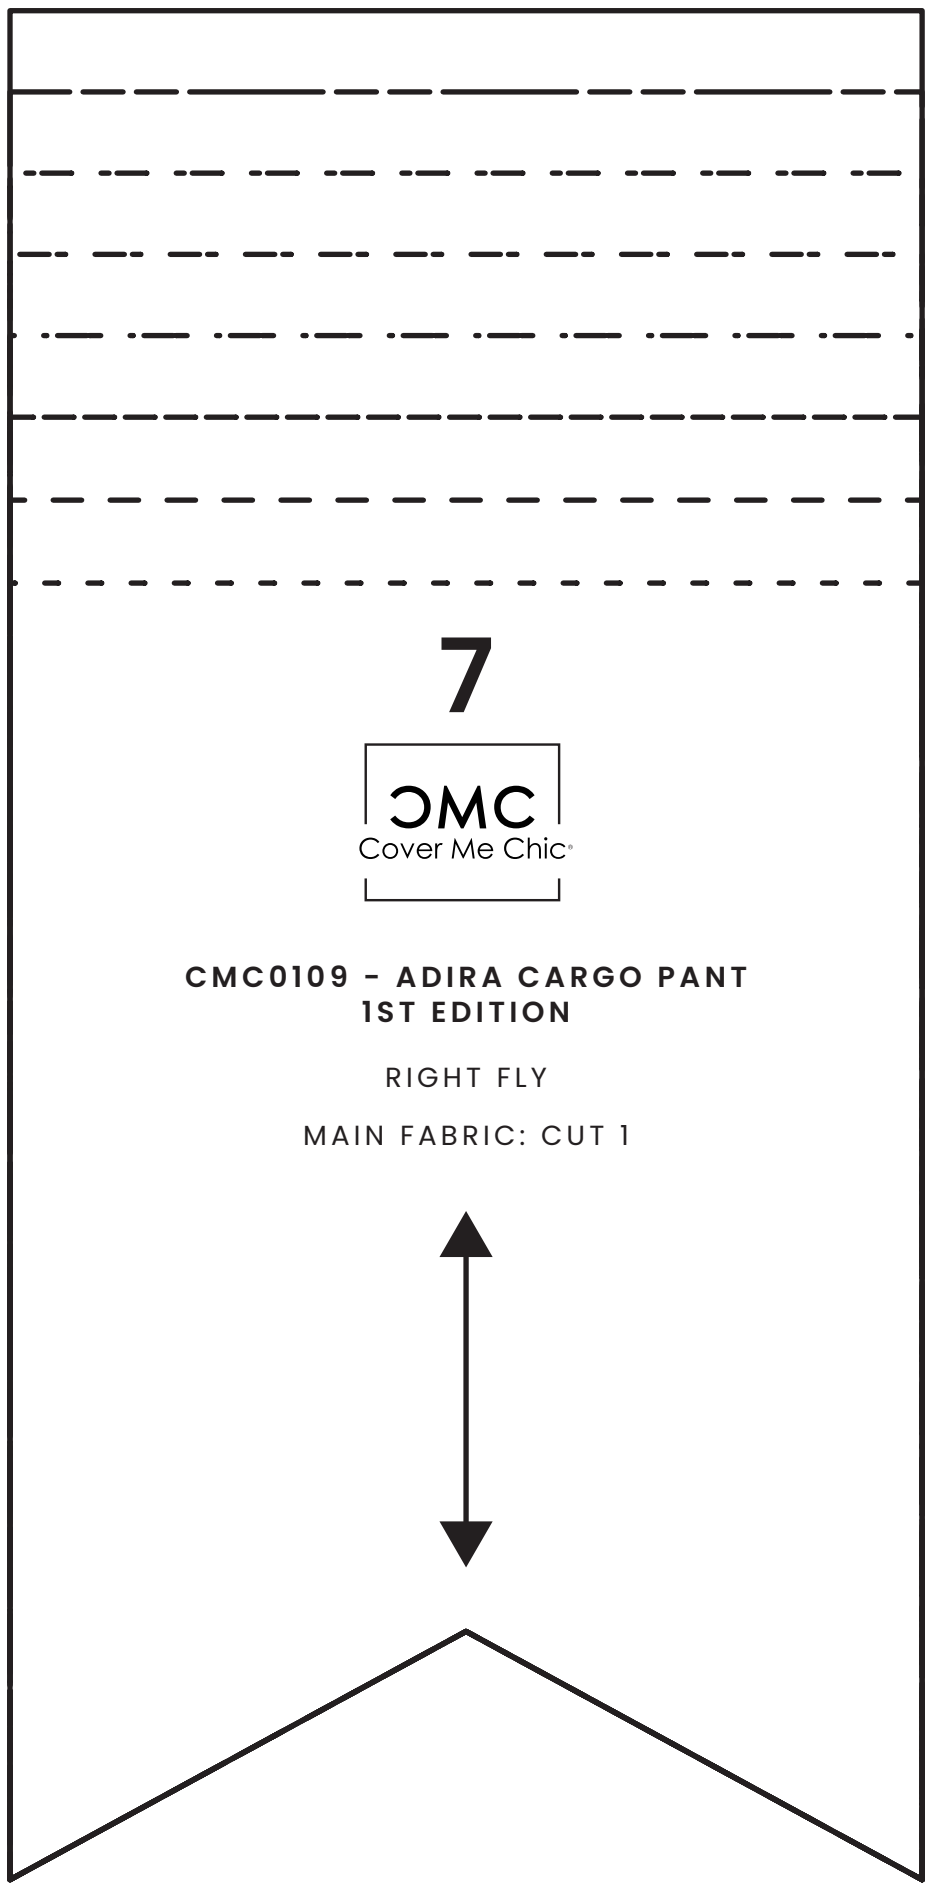 7
CMC
Cover Me Chic®
CMC0109 - ADIRA CARGO PANT
1ST EDITION
RIGHT FLY
MAIN FABRIC: CUT 1